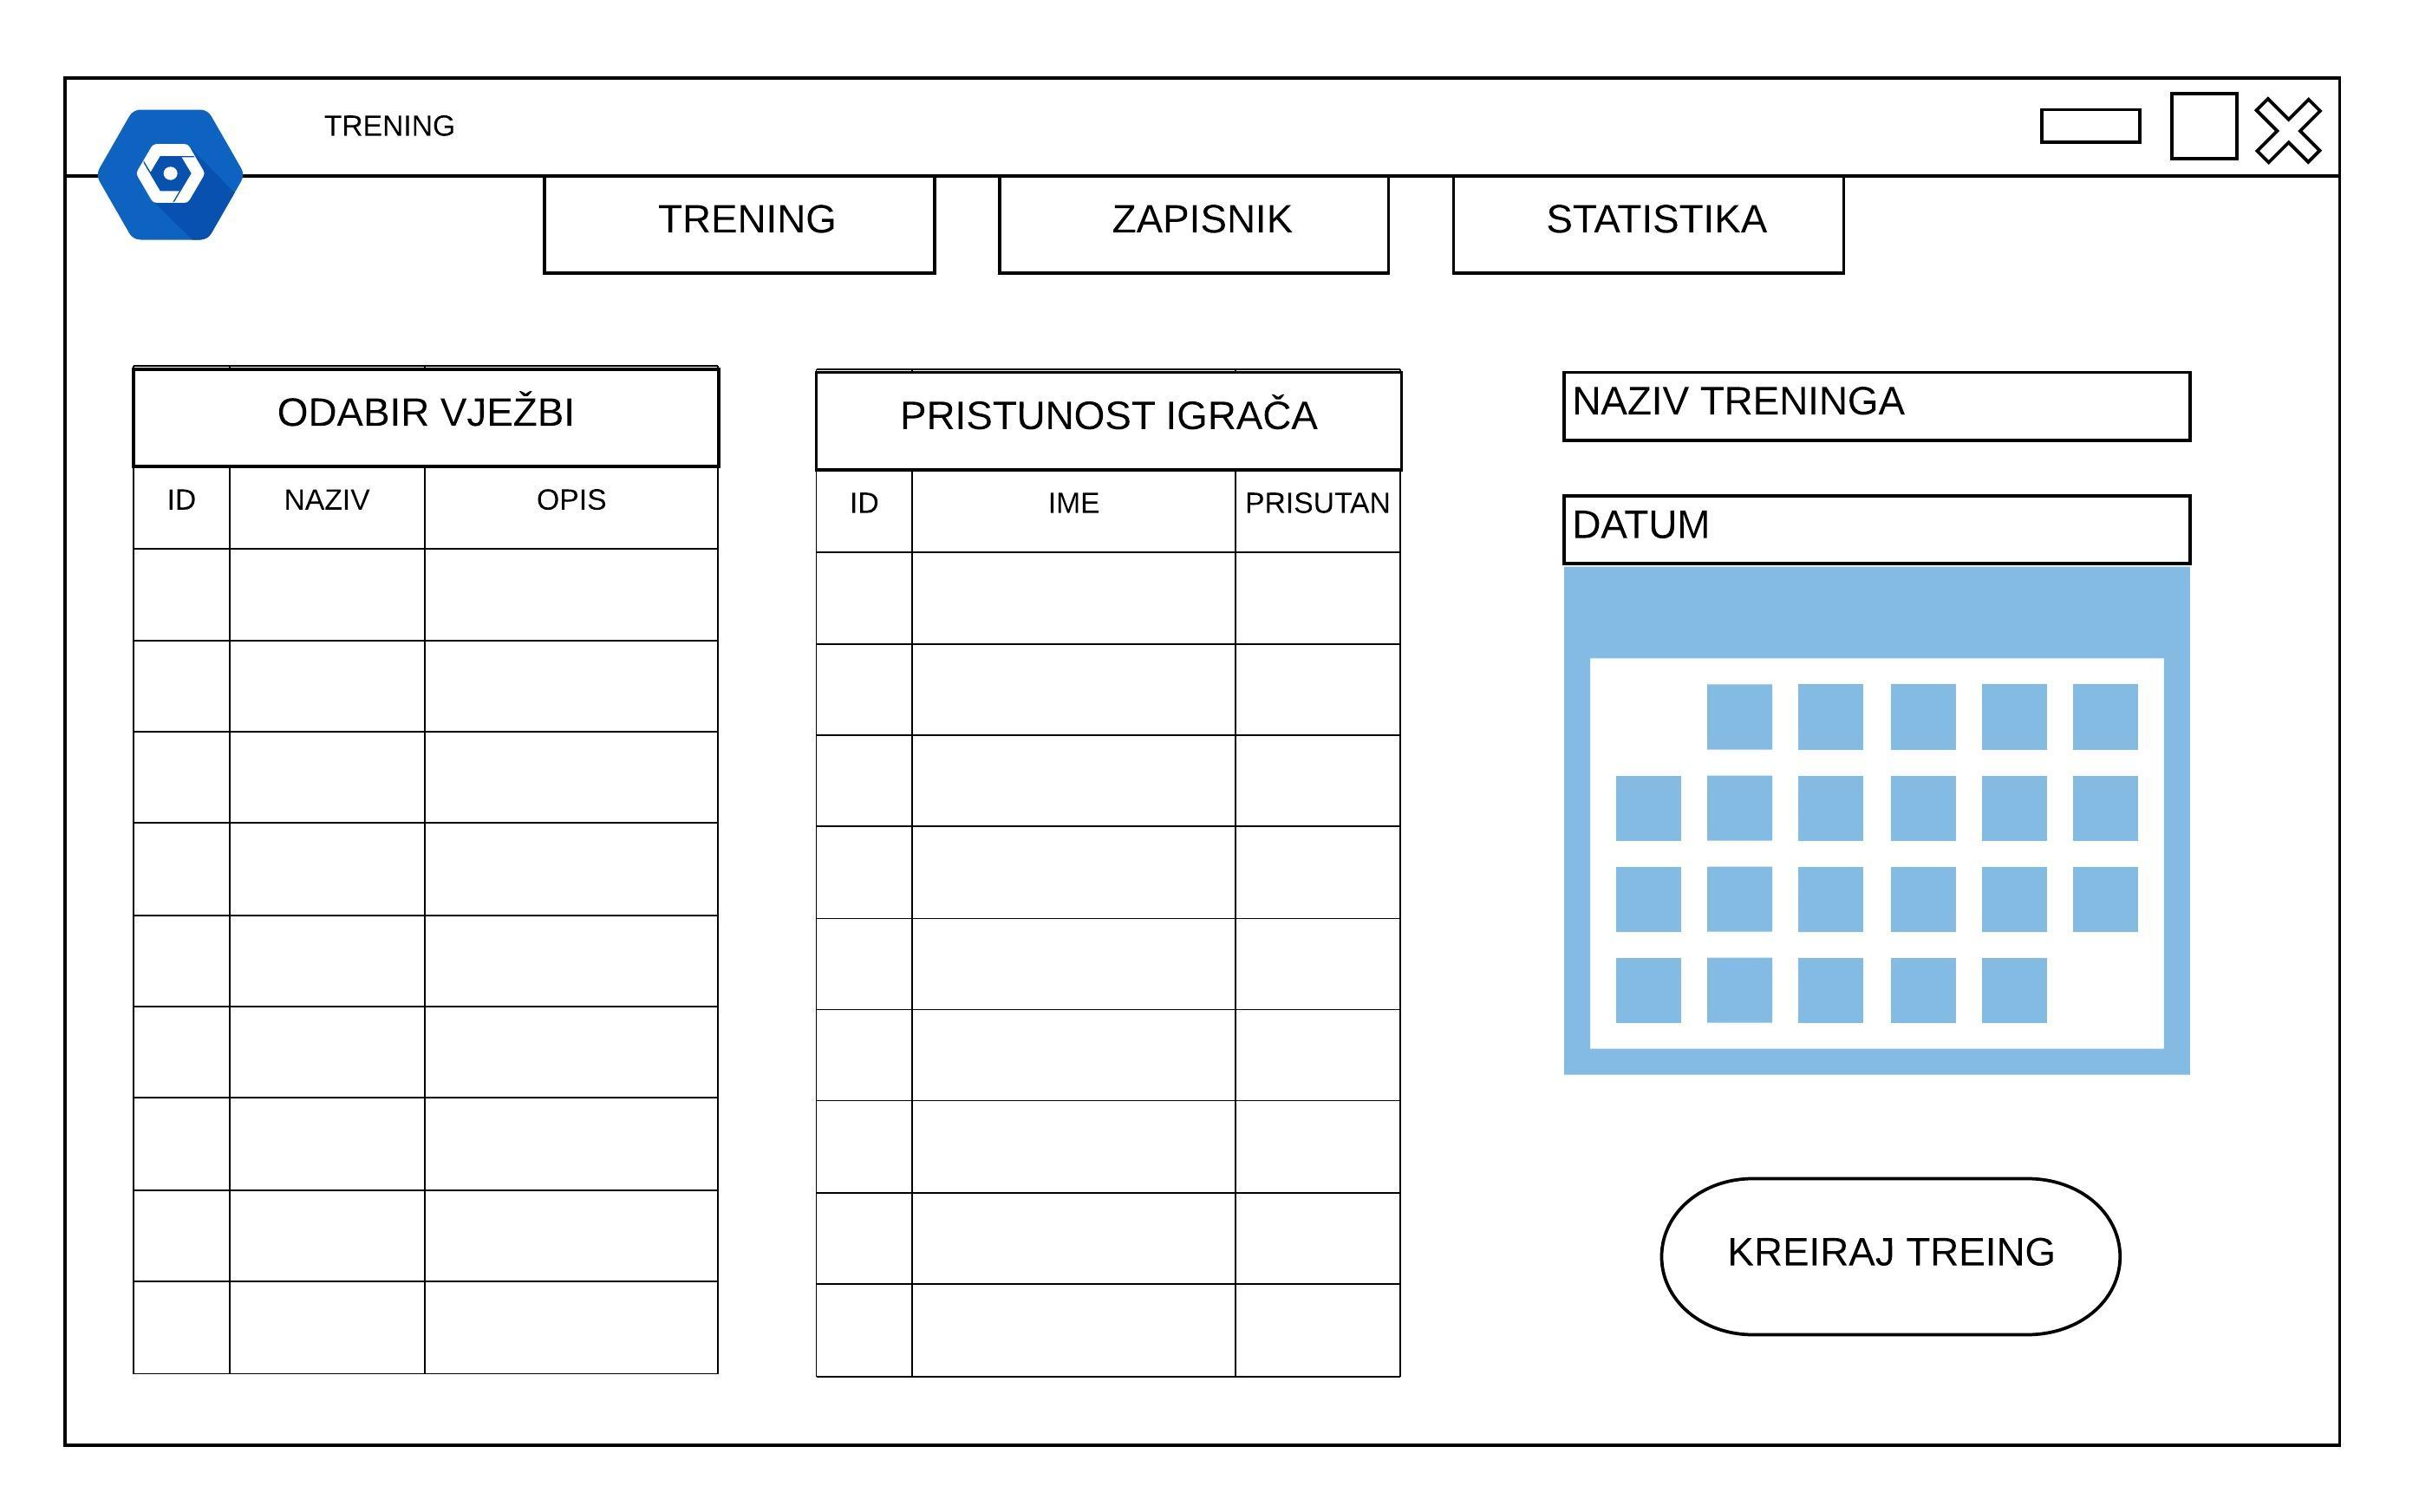 TRENING
TRENING
ZAPISNIK
STATISTIKA
ODABIR VJEŽBI
ID
NAZIV
OPIS
PRISTUNOST IGRAČA
ID
IME
PRISUTAN
NAZIV TRENINGA
DATUM
KREIRAJ TREING